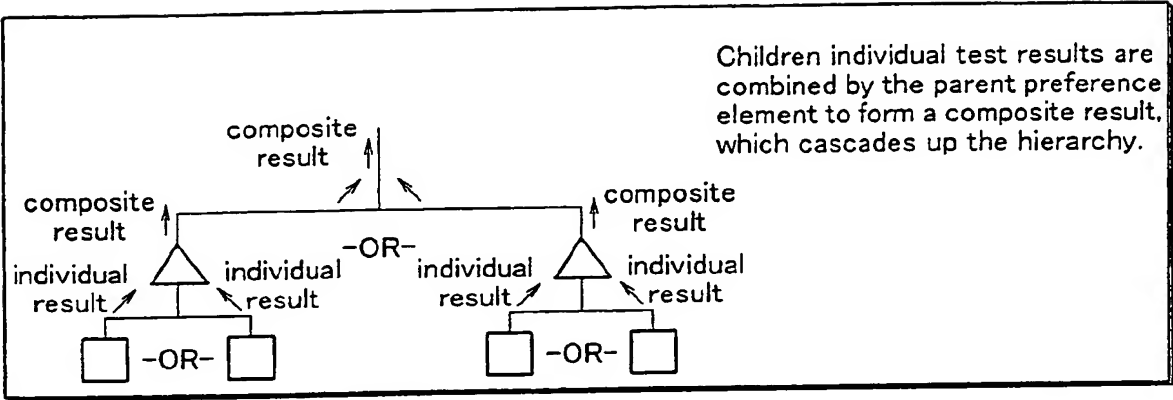 Children individual test results are
combined by the parent preference
element to form a composite result,
which cascades up the hierarchy.
composite
result
composite
result
composite
result
-OR-
individual
result
individual
result
individual
result
individual
result
-OR-
-OR-